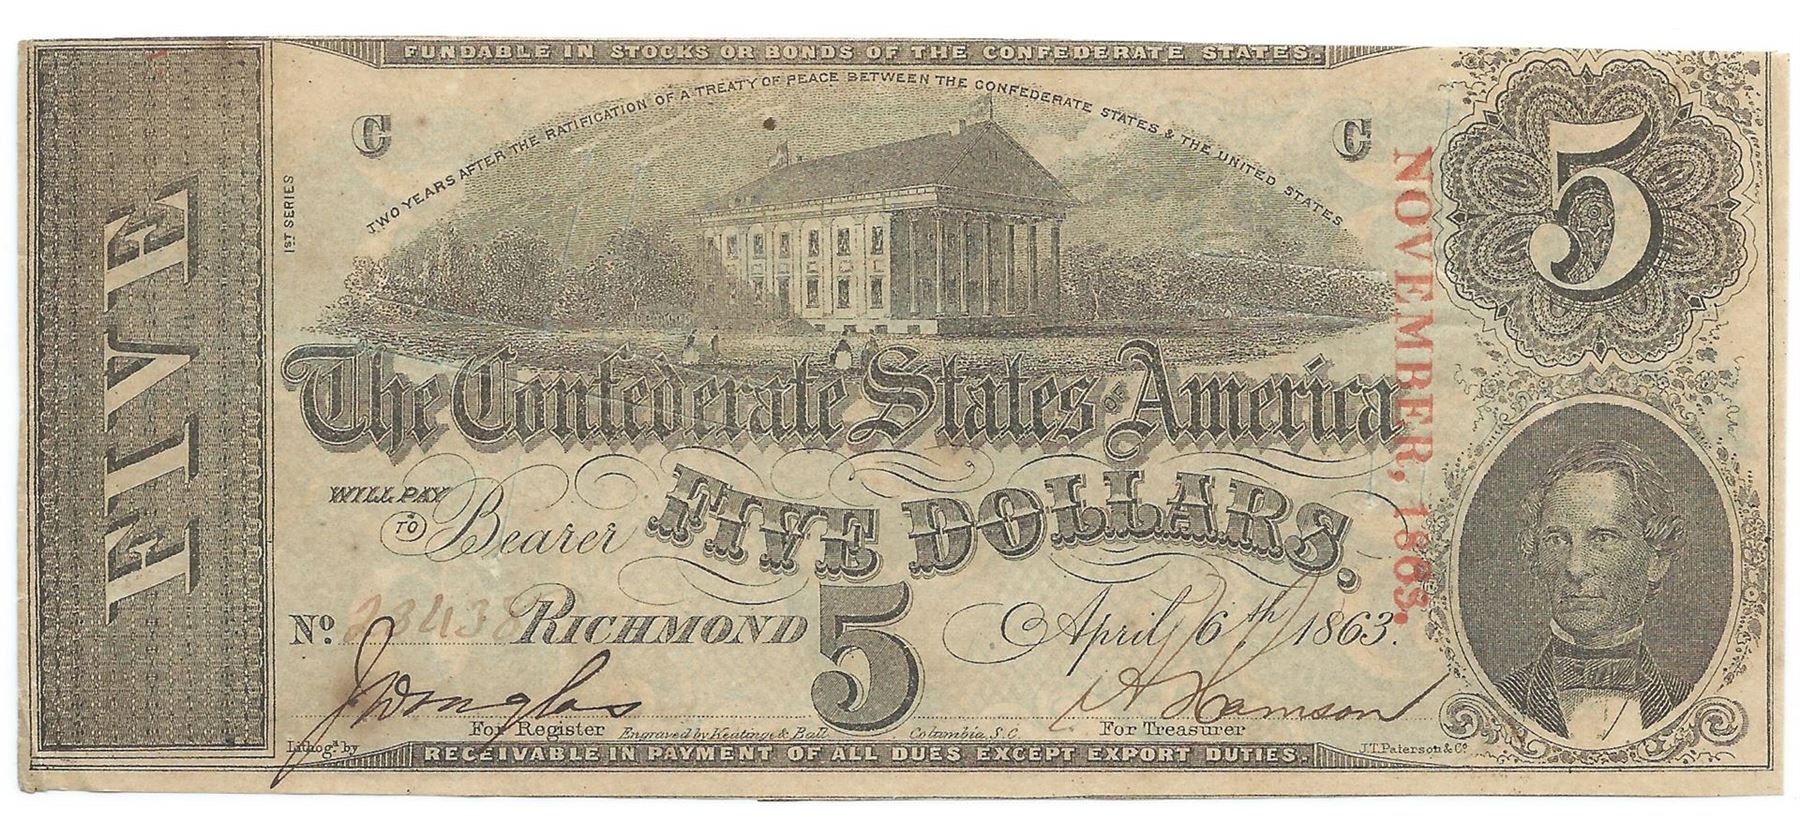 FUNDABLE IN STOCKS OR BONDS OF THE CONFEDERATE STATES.
TWO YEARS AFTER THE RATIFICATION OF A TREATY OF PEACE BETWEEN THE CONFEDERATE STATES & THE UNITED STATES
C
C
5
FIVE
1ST SERIES
NOVEMBER, 1863.
The Confederate States OF America
WILL PAY
TO Bearer
FIVE DOLLARS.
No. 23438 RICHMOND 5 April 6th 1863.
J Douglas
A Hamson
For Register
Engraved by Keatinge & Ball
Columbia, S.C.
For Treasurer
Lithog'd by
RECEIVABLE IN PAYMENT OF ALL DUES EXCEPT EXPORT DUTIES.
J.T. Paterson & Co